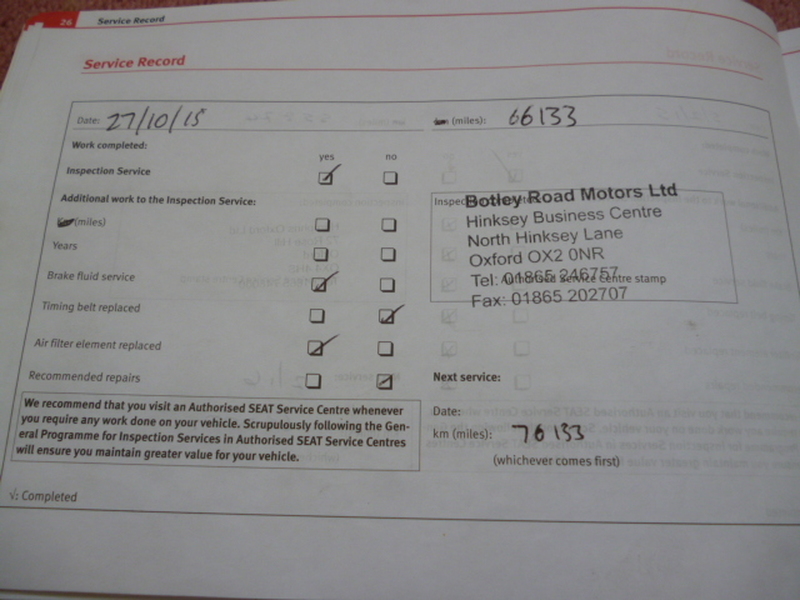 26 Service Record
Service Record
Date: 27/10/15 (miles): 66133
Work completed:
yes no
Inspection Service
Additional work to the Inspection Service:
(miles)
Years
Brake fluid service
Timing belt replaced
Air filter element replaced
Recommended repairs
Botley Road Motors Ltd
Hinksey Business Centre
North Hinksey Lane
Oxford OX2 0NR
Tel: 01865 246757
Authorised Service Centre stamp
Fax: 01865 202707
We recommend that you visit an Authorised SEAT Service Centre whenever
you require any work done on your vehicle. Scrupulously following the Gen-
eral Programme for Inspection Services in Authorised SEAT Service Centres
will ensure you maintain greater value for your vehicle.
Next service:
Date:
km (miles): 76133
(whichever comes first)
√: Completed